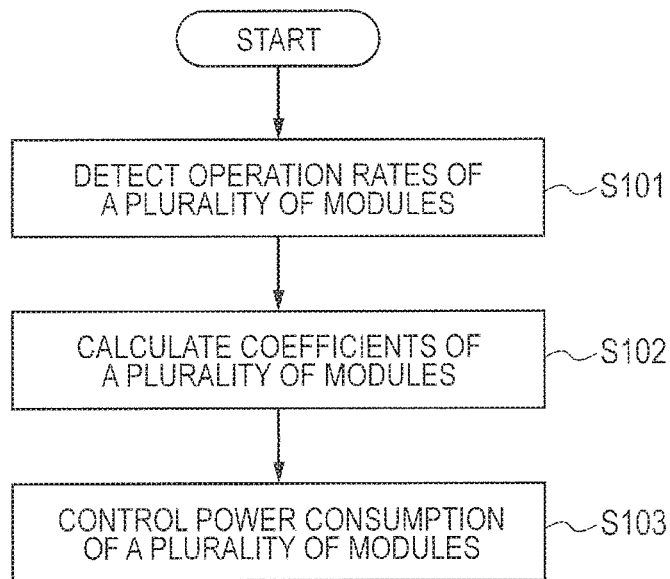 START
DETECT OPERATION RATES OF
A PLURALITY OF MODULES
S101
CALCULATE COEFFICIENTS OF
A PLURALITY OF MODULES
S102
CONTROL POWER CONSUMPTION
OF A PLURALITY OF MODULES
S103